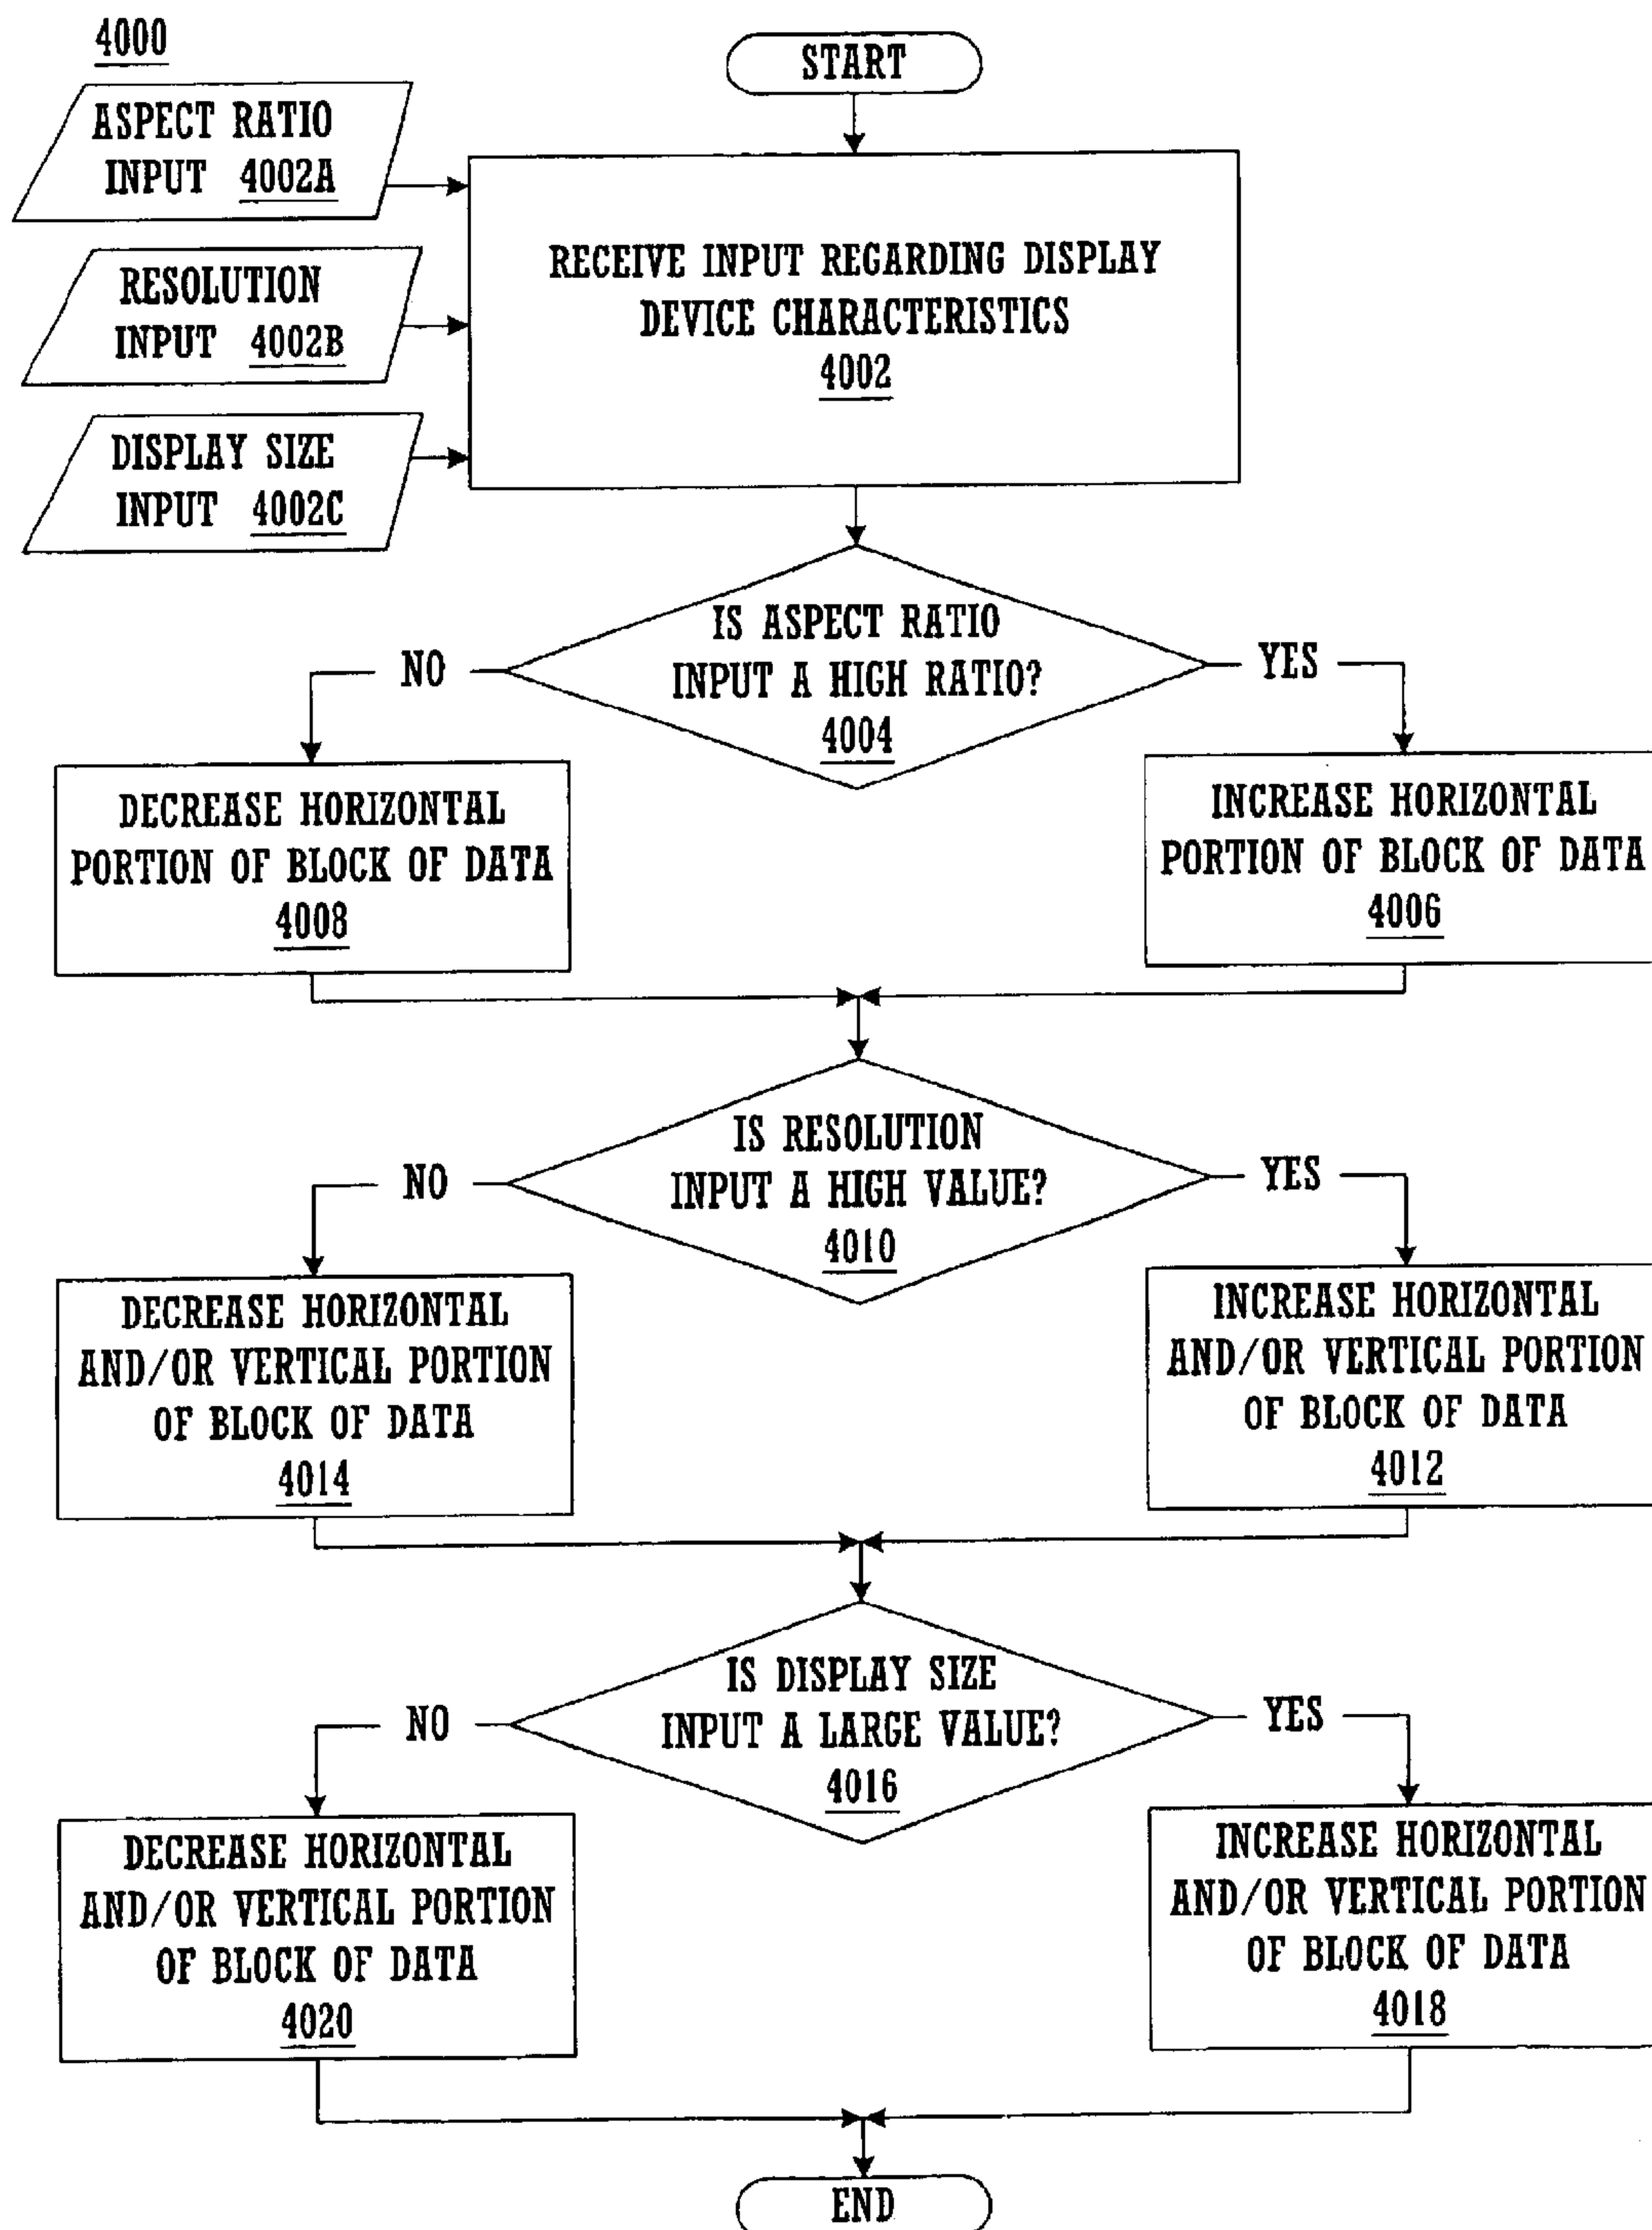 4000
START
ASPECT RATIO
INPUT 4002A
RESOLUTION
INPUT 4002B
DISPLAY SIZE
INPUT 4002C
RECEIVE INPUT REGARDING DISPLAY
DEVICE CHARACTERISTICS
4002
IS ASPECT RATIO
INPUT A HIGH RATIO?
4004
NO
YES
DECREASE HORIZONTAL
PORTION OF BLOCK OF DATA
4008
INCREASE HORIZONTAL
PORTION OF BLOCK OF DATA
4006
IS RESOLUTION
INPUT A HIGH VALUE?
4010
NO
YES
DECREASE HORIZONTAL
AND/OR VERTICAL PORTION
OF BLOCK OF DATA
4014
INCREASE HORIZONTAL
AND/OR VERTICAL PORTION
OF BLOCK OF DATA
4012
IS DISPLAY SIZE
INPUT A LARGE VALUE?
4016
NO
YES
DECREASE HORIZONTAL
AND/OR VERTICAL PORTION
OF BLOCK OF DATA
4020
INCREASE HORIZONTAL
AND/OR VERTICAL PORTION
OF BLOCK OF DATA
4018
END